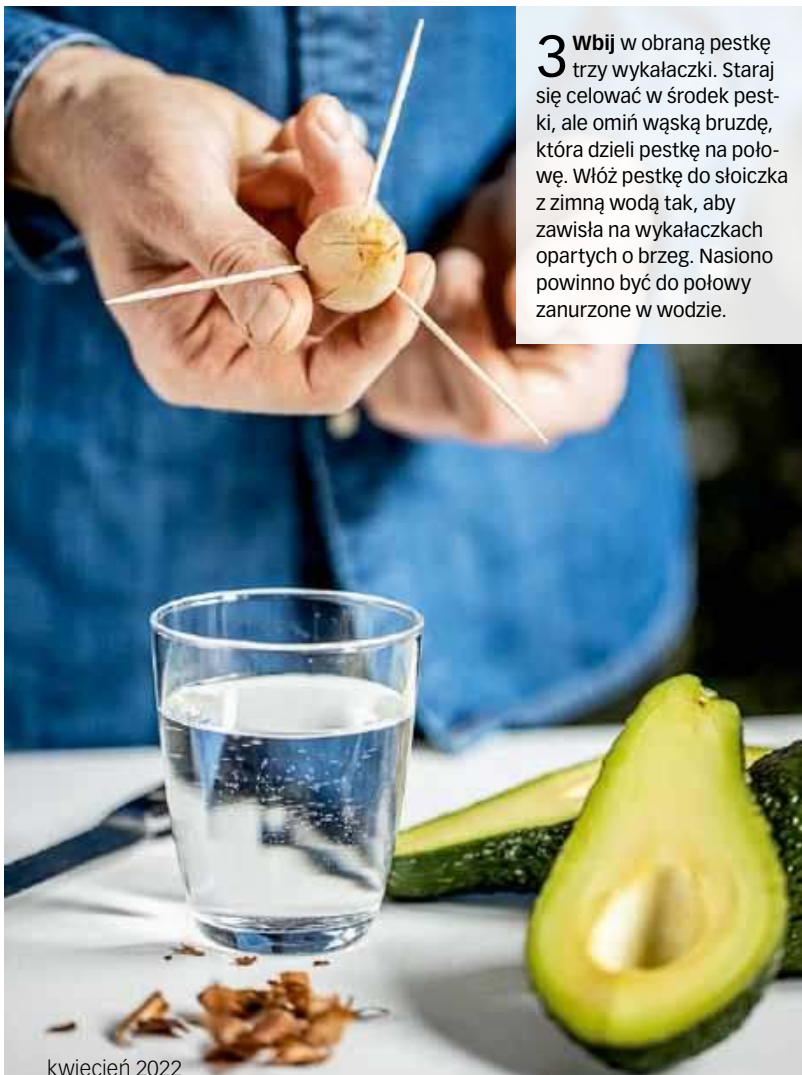 3 Wbij w obraną pestkę
trzy wykałaczki. Staraj
się celować w środek pest-
ki, ale omiń wąską bruzdę,
która dzieli pestkę na poło-
wę. Włóż pestkę do słoiczka
z zimną wodą tak, aby
zawisła na wykałaczkach
opartych o brzeg. Nasiono
powinno być do połowy
zanurzone w wodzie.
kwiecień 2022